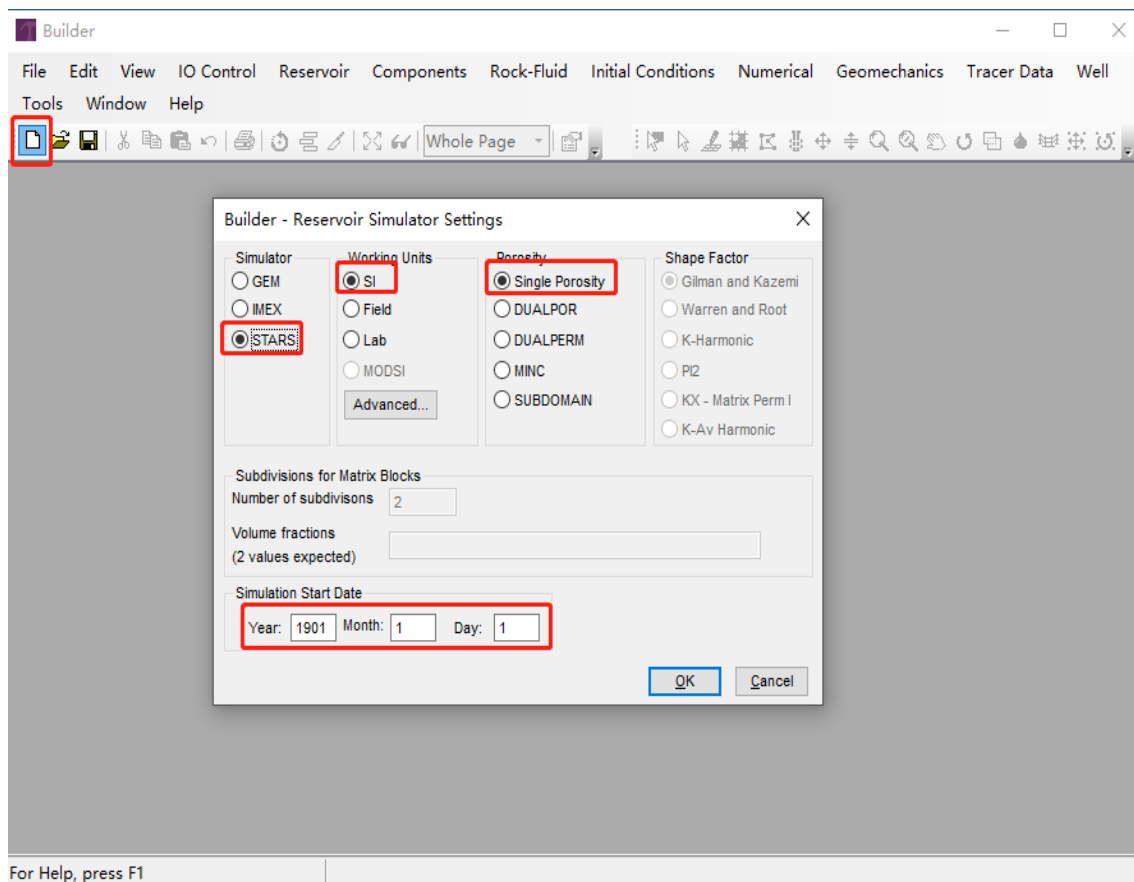 Builder
File Edit View IO Control Reservoir Components Rock-Fluid Initial Conditions Numerical Geomechanics Tracer Data Well
Tools Window Help
Whole Page
Builder - Reservoir Simulator Settings
Simulator Working Units Porosity Shape Factor
GEM SI Single Porosity Gilman and Kazemi
IMEX Field DUALPOR Warren and Root
STARS Lab DUALPERM K-Harmonic
MODSI MINC PI2
Advanced... SUBDOMAIN KX - Matrix Perm I
K-Av Harmonic
Subdivisions for Matrix Blocks
Number of subdivisons 2
Volume fractions
(2 values expected)
Simulation Start Date
Year: 1901 Month: 1 Day: 1
OK Cancel
For Help, press F1